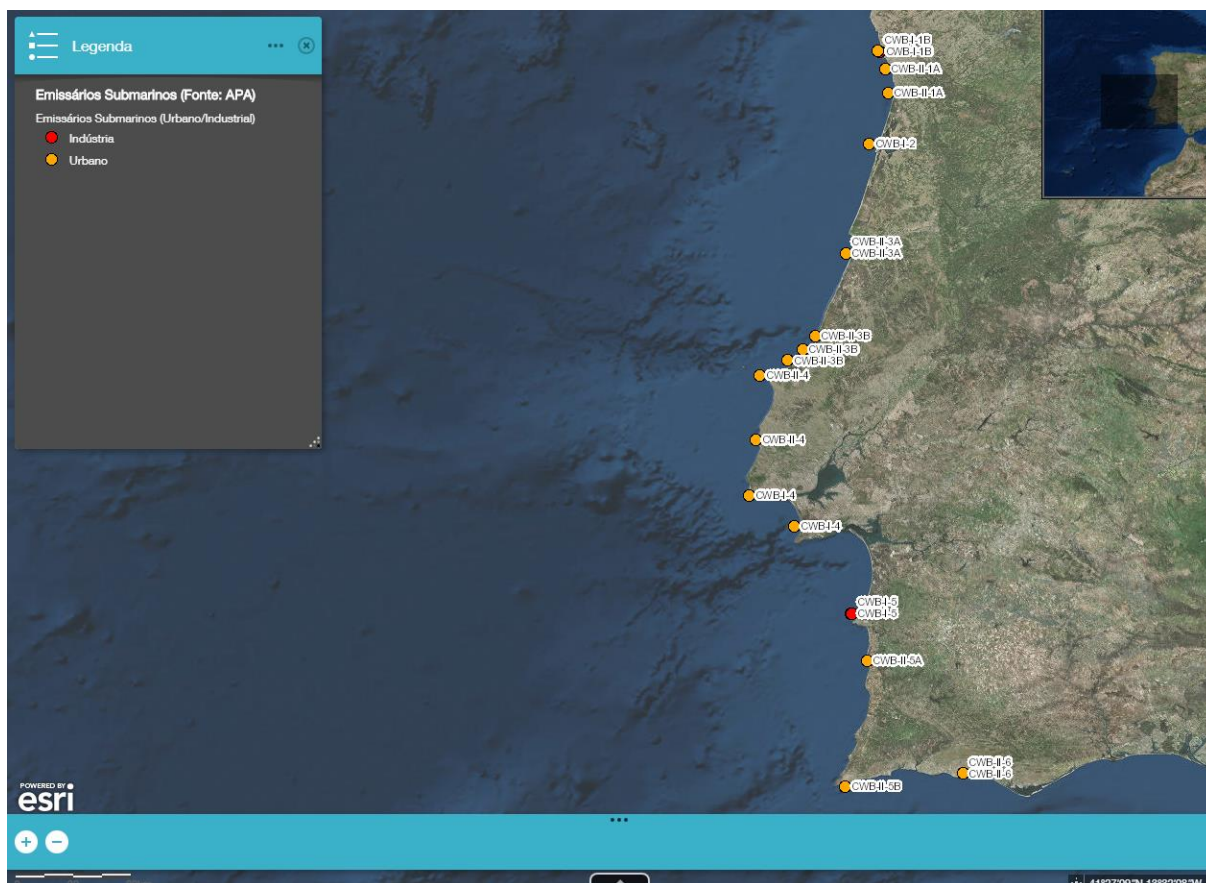 Legenda
Emissários Submarinos (Fonte: APA)
Emissários Submarinos (Urbano/Industrial)
Indústria
Urbano
CWB-I-1B
CWB-I-1B
CWB-II-1A
CWB-II-1A
CWB-I-2
CWB-II-3A
CWB-II-3A
CWB-II-3B
CWB-II-3B
CWB-II-3B
CWB-II-4
CWB-II-4
CWB-I-4
CWB-I-4
CWB-I-5
CWB-I-5
CWB-II-5A
CWB-II-6
CWB-II-6
CWB-II-5B
POWERED BY
esri